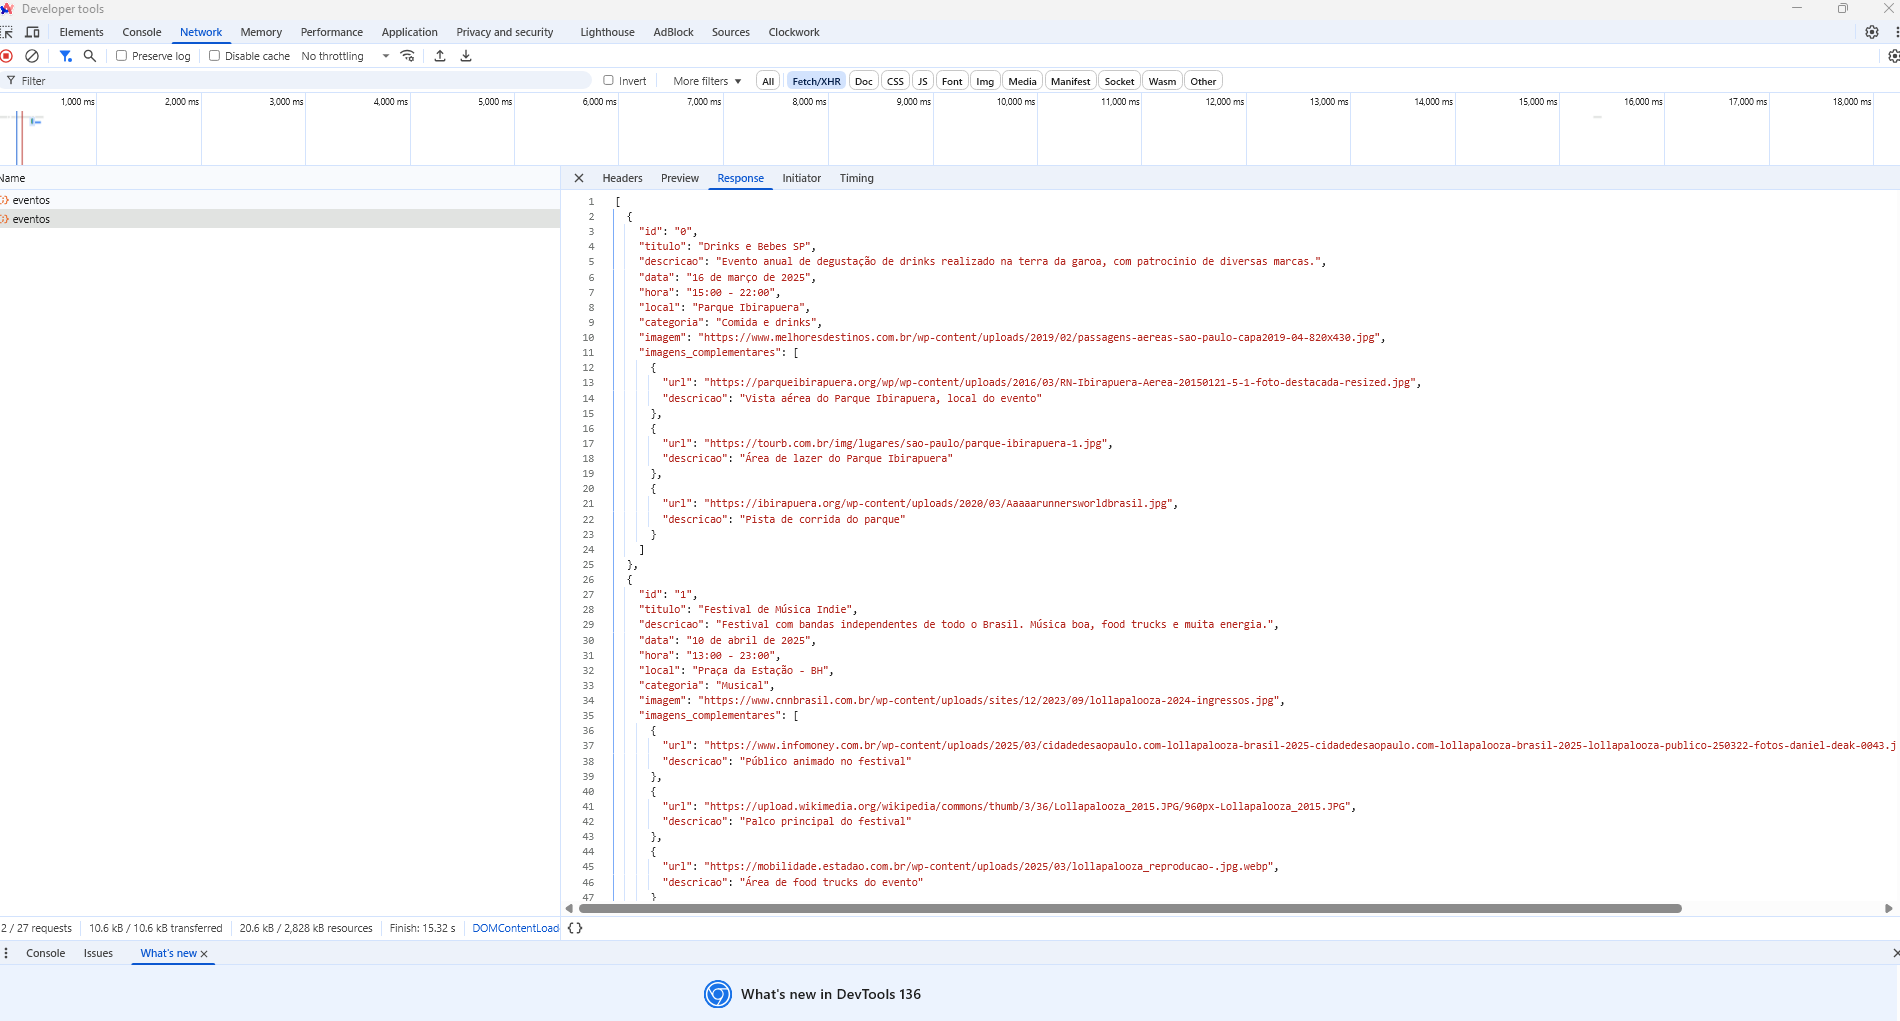 Developer tools
Elements Console Network Memory Performance Application Privacy and security Lighthouse AdBlock Sources Clockwork
Preserve log Disable cache No throttling
Filter Invert More filters All Fetch/XHR Doc CSS JS Font Img Media Manifest Socket Wasm Other
1,000 ms 2,000 ms 3,000 ms 4,000 ms 5,000 ms 6,000 ms 7,000 ms 8,000 ms 9,000 ms 10,000 ms 11,000 ms 12,000 ms 13,000 ms 14,000 ms 15,000 ms 16,000 ms 17,000 ms 18,000 ms
Name
eventos
eventos
Headers Preview Response Initiator Timing
1 [
2 {
3 "id": "0",
4 "titulo": "Drinks e Bebes SP",
5 "descricao": "Evento anual de degustação de drinks realizado na terra da garoa, com patrocinio de diversas marcas.",
6 "data": "16 de março de 2025",
7 "hora": "15:00 - 22:00",
8 "local": "Parque Ibirapuera",
9 "categoria": "Comida e drinks",
10 "imagem": "https://www.melhoresdestinos.com.br/wp-content/uploads/2019/02/passagens-aereas-sao-paulo-capa2019-04-820x430.jpg",
11 "imagens_complementares": [
12 {
13 "url": "https://parqueibirapuera.org/wp/wp-content/uploads/2016/03/RN-Ibirapuera-Aerea-20150121-5-1-foto-destacada-resized.jpg",
14 "descricao": "Vista aérea do Parque Ibirapuera, local do evento"
15 },
16 {
17 "url": "https://tourb.com.br/img/lugares/sao-paulo/parque-ibirapuera-1.jpg",
18 "descricao": "Área de lazer do Parque Ibirapuera"
19 },
20 {
21 "url": "https://ibirapuera.org/wp-content/uploads/2020/03/Aaaaarunnersworldbrasil.jpg",
22 "descricao": "Pista de corrida do parque"
23 }
24 ]
25 },
26 {
27 "id": "1",
28 "titulo": "Festival de Música Indie",
29 "descricao": "Festival com bandas independentes de todo o Brasil. Música boa, food trucks e muita energia.",
30 "data": "10 de abril de 2025",
31 "hora": "13:00 - 23:00",
32 "local": "Praça da Estação - BH",
33 "categoria": "Musical",
34 "imagem": "https://www.cnnbrasil.com.br/wp-content/uploads/sites/12/2023/09/lollapalooza-2024-ingressos.jpg",
35 "imagens_complementares": [
36 {
37 "url": "https://www.infomoney.com.br/wp-content/uploads/2025/03/cidadedesaopaulo.com-lollapalooza-brasil-2025-cidadedesaopaulo.com-lollapalooza-brasil-2025-lollapalooza-publico-250322-fotos-daniel-deak-0043.j
38 "descricao": "Público animado no festival"
39 },
40 {
41 "url": "https://upload.wikimedia.org/wikipedia/commons/thumb/3/36/Lollapalooza_2015.JPG/960px-Lollapalooza_2015.JPG",
42 "descricao": "Palco principal do festival"
43 },
44 {
45 "url": "https://mobilidade.estadao.com.br/wp-content/uploads/2025/03/lollapalooza_reproducao-.jpg.webp",
46 "descricao": "Área de food trucks do evento"
47 }
2 / 27 requests 10.6 kB / 10.6 kB transferred 20.6 kB / 2,828 kB resources Finish: 15.32 s DOMContentLoad {}
Console Issues What's new
What's new in DevTools 136